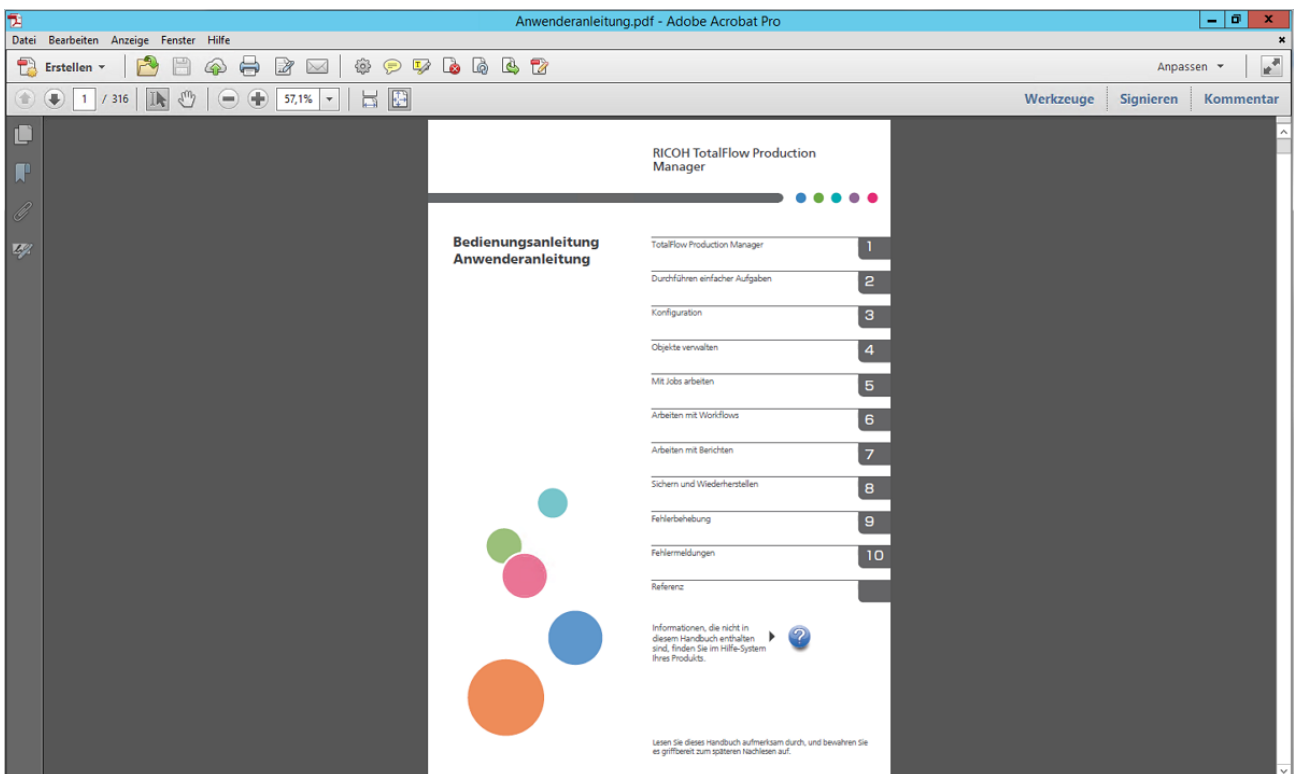 Anwenderanleitung.pdf - Adobe Acrobat Pro
Datei Bearbeiten Anzeige Fenster Hilfe
Erstellen
Anpassen
1 / 316
57,1%
Werkzeuge Signieren Kommentar
RICOH TotalFlow Production
Manager
Bedienungsanleitung
Anwenderanleitung
TotalFlow Production Manager 1
Durchführen einfacher Aufgaben 2
Konfiguration 3
Objekte verwalten 4
Mit Jobs arbeiten 5
Arbeiten mit Workflows 6
Arbeiten mit Berichten 7
Sichern und Wiederherstellen 8
Fehlerbehebung 9
Fehlermeldungen 10
Referenz
Informationen, die nicht in
diesem Handbuch enthalten
sind, finden Sie im Hilfe-System
Ihres Produkts.
?
Lesen Sie dieses Handbuch aufmerksam durch, und bewahren Sie
es griffbereit zum späteren Nachlesen auf.